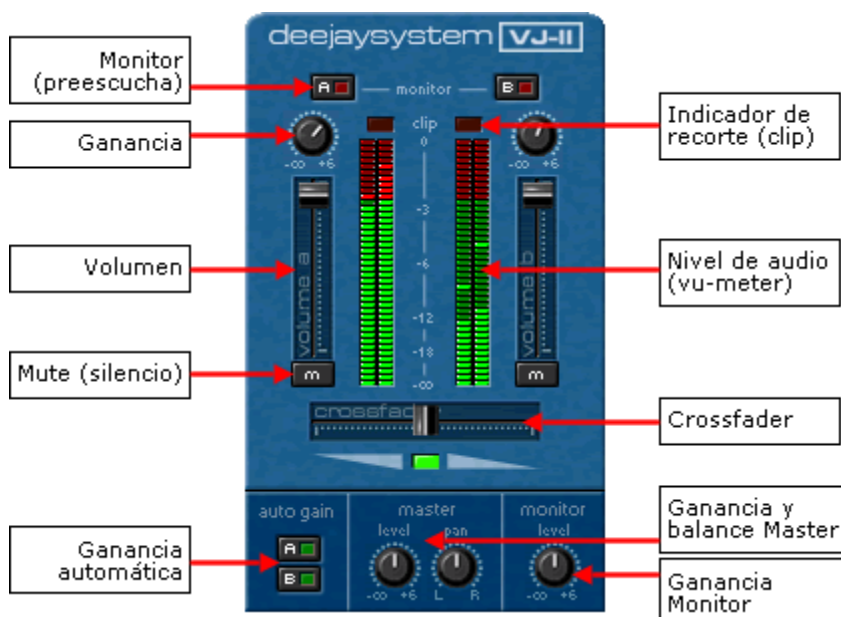 deejaysystem VJ-II
Monitor
(preescucha)
A
monitor
B
Ganancia
clip
Indicador de
recorte (clip)
-∞ +6
0
-∞ +6
-3
Volumen
volume a
-6
volume b
Nivel de audio
(vu-meter)
-12
-18
Mute (silencio)
m
-∞
m
crossfad
Crossfader
auto gain
master
monitor
level
pan
level
Ganancia y
balance Master
Ganancia
automática
A
B
-∞ +6
L R
-∞ +6
Ganancia
Monitor